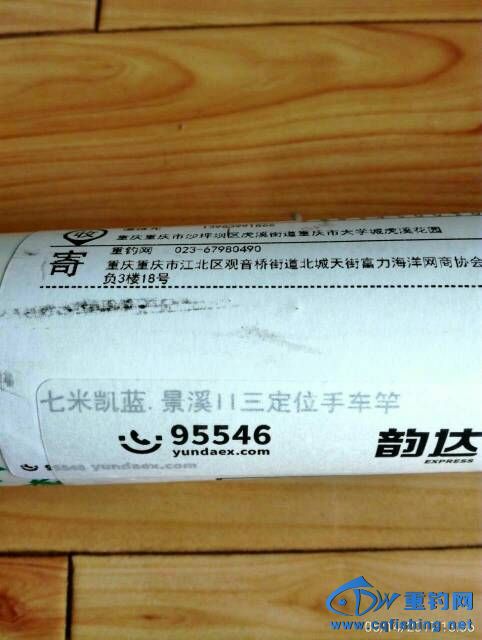 收
重庆重庆市沙坪坝区虎溪街道重庆市大学城虎溪花园
寄
重钓网 023-67980490
重庆重庆市江北区观音桥街道北城天街富力海洋网商协会
负3楼18号
七米凯蓝.景溪II三定位手车竿
95546
yundaex.com
韵达
EXPRESS
95546 yundaex.com
重钓网
www.cqfishing.net